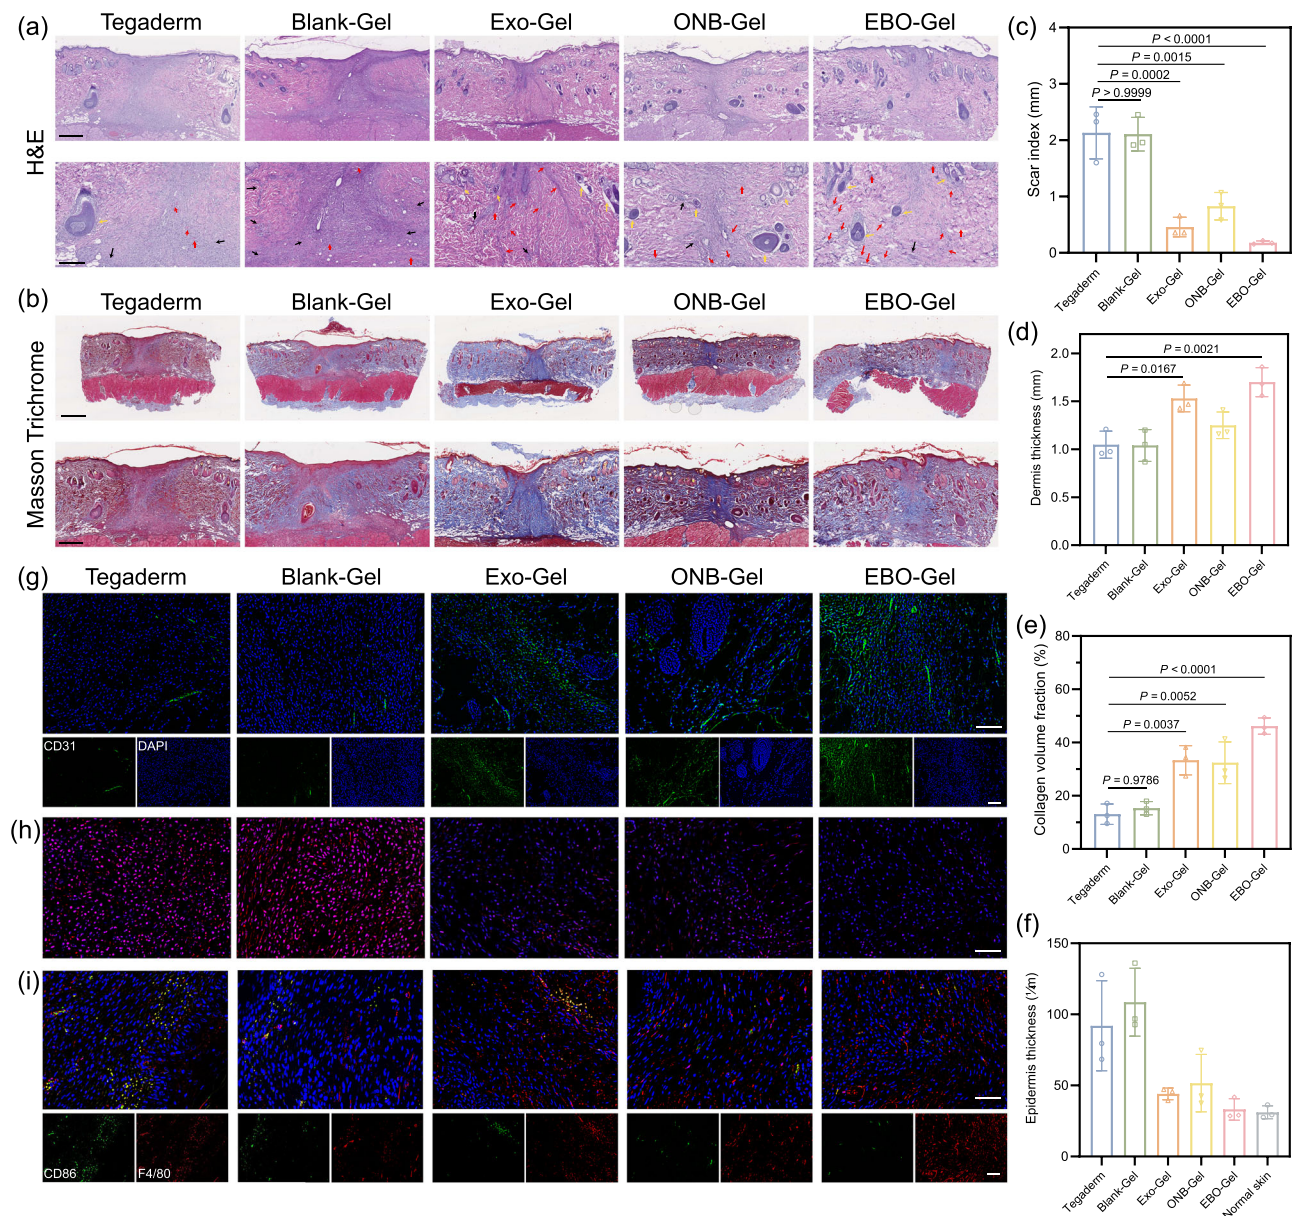 (a)
Tegaderm Blank-Gel Exo-Gel ONB-Gel EBO-Gel
H&E
(b)
Tegaderm Blank-Gel Exo-Gel ONB-Gel EBO-Gel
Masson Trichrome
(g)
Tegaderm Blank-Gel Exo-Gel ONB-Gel EBO-Gel
CD31 DAPI
(h)
(i)
CD86 F4/80
(c)
Scar index (mm)
4
3
2
1
0
P < 0.0001
P = 0.0015
P = 0.0002
P > 0.9999
Tegaderm Blank-Gel Exo-Gel ONB-Gel EBO-Gel
(d)
Dermis thickness (mm)
2.0
1.5
1.0
0.5
0.0
P = 0.0021
P = 0.0167
Tegaderm Blank-Gel Exo-Gel ONB-Gel EBO-Gel
(e)
Collagen volume fraction (%)
80
60
40
20
0
P < 0.0001
P = 0.0052
P = 0.0037
P = 0.9786
Tegaderm Blank-Gel Exo-Gel ONB-Gel EBO-Gel
(f)
Epidermis thickness (¹⁄m)
150
100
50
0
Tegaderm Blank-Gel Exo-Gel ONB-Gel EBO-Gel Normal skin